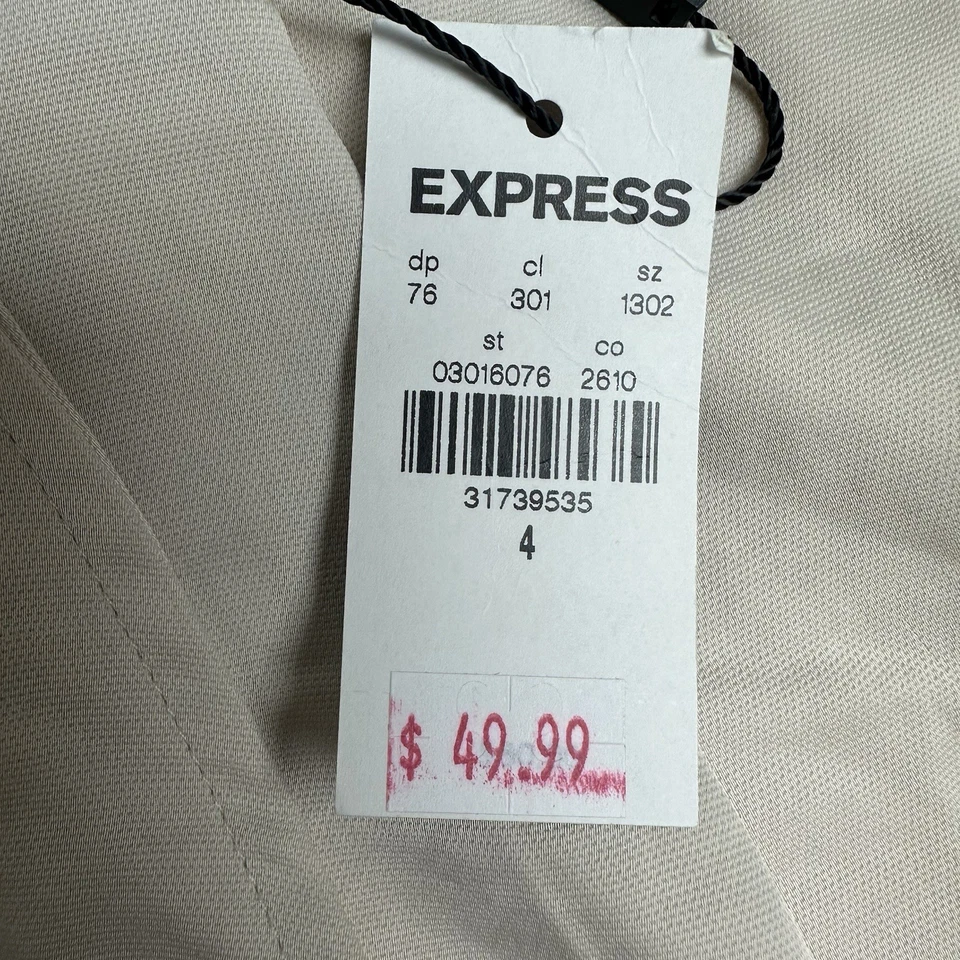 EXPRESS
dp cl sz
76 301 1302
st co
03016076 2610
31739535
4
$ 49.99